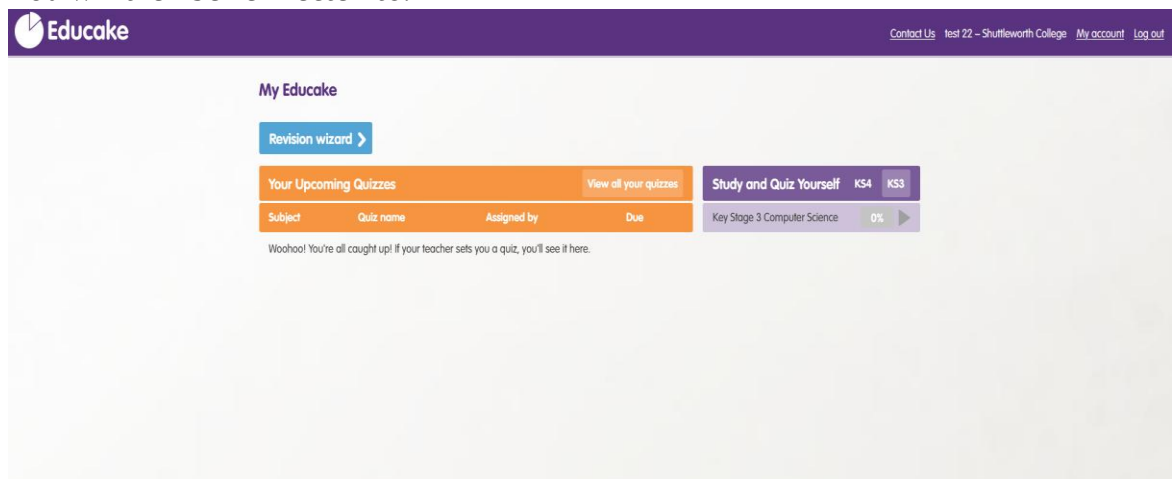 Educake
Contact Us test 22 – Shuttleworth College My account Log out
My Educake
Revision wizard
Your Upcoming Quizzes View all your quizzes
Study and Quiz Yourself KS4 KS3
Subject Quiz name Assigned by Due
Key Stage 3 Computer Science 0%
Woohoo! You're all caught up! If your teacher sets you a quiz, you'll see it here.